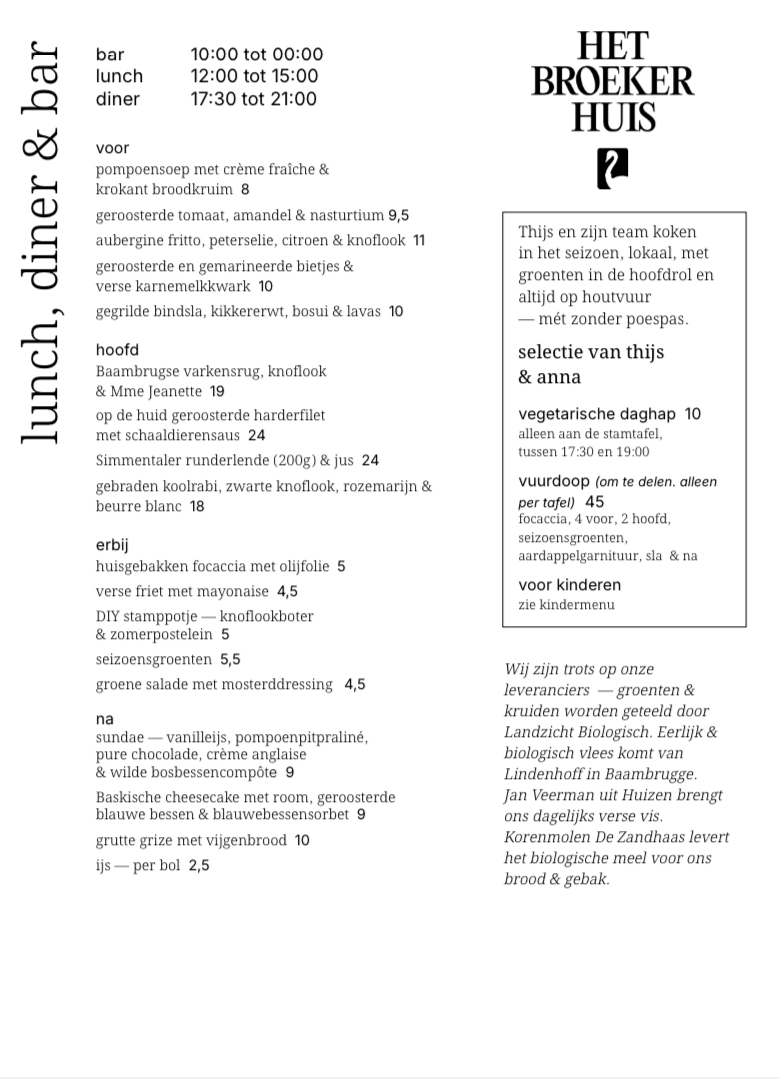 lunch, diner & bar
bar 10:00 tot 00:00
lunch 12:00 tot 15:00
diner 17:30 tot 21:00
voor
pompoensoep met crème fraîche &
krokant broodkruim 8
geroosterde tomaat, amandel & nasturtium 9,5
aubergine fritto, peterselie, citroen & knoflook 11
geroosterde en gemarineerde bietjes &
verse karnemelkkwark 10
gegrilde bindsla, kikkererwt, bosui & lavas 10
hoofd
Baambrugse varkensrug, knoflook
& Mme Jeanette 19
op de huid geroosterde harderfilet
met schaaldierensaus 24
Simmentaler runderlende (200g) & jus 24
gebraden koolrabi, zwarte knoflook, rozemarijn &
beurre blanc 18
erbij
huisgebakken focaccia met olijfolie 5
verse friet met mayonaise 4,5
DIY stamppotje — knoflookboter
& zomerpostelein 5
seizoensgroenten 5,5
groene salade met mosterddressing 4,5
na
sundae — vanilleijs, pompoenpitpraliné,
pure chocolade, crème anglaise
& wilde bosbessencompôte 9
Baskische cheesecake met room, geroosterde
blauwe bessen & blauwebessensorbet 9
grutte grize met vijgenbrood 10
ijs — per bol 2,5
HET
BROEKER
HUIS
Thijs en zijn team koken
in het seizoen, lokaal, met
groenten in de hoofdrol en
altijd op houtvuur
— mét zonder poespas.
selectie van thijs
& anna
vegetarische daghap 10
alleen aan de stamtafel,
tussen 17:30 en 19:00
vuurdoop (om te delen. alleen
per tafel) 45
focaccia, 4 voor, 2 hoofd,
seizoensgroenten,
aardappelgarnituur, sla & na
voor kinderen
zie kindermenu
Wij zijn trots op onze
leveranciers — groenten &
kruiden worden geteeld door
Landzicht Biologisch. Eerlijk &
biologisch vlees komt van
Lindenhoff in Baambrugge.
Jan Veerman uit Huizen brengt
ons dagelijks verse vis.
Korenmolen De Zandhaas levert
het biologische meel voor ons
brood & gebak.